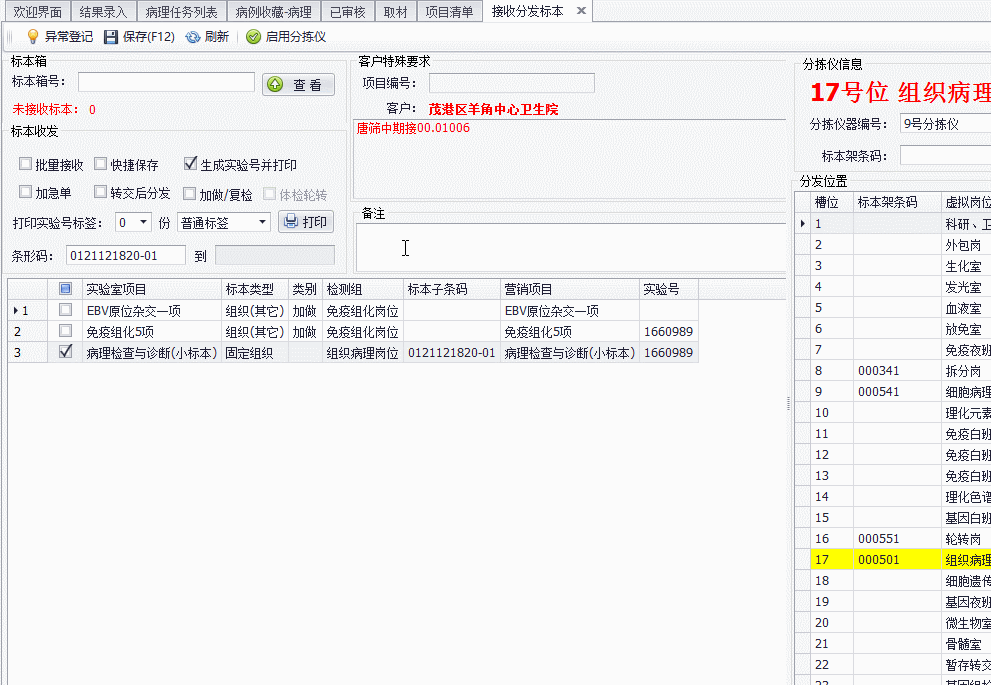 欢迎界面 结果录入 病理任务列表 病例收藏-病理 已审核 取材 项目清单 接收分发标本
异常登记 保存(F12) 刷新 启用分拣仪
标本箱
标本箱号： 查 看
未接收标本： 0
标本收发
批量接收 快捷保存 生成实验号并打印
加急单 转交后分发 加做/复检 体检轮转
打印实验号标签： 0 份 普通标签 打印
条形码： 0121121820-01 到
客户特殊要求
项目编号：
客户： 茂港区羊角中心卫生院
唐筛中期接00.01006
备注
实验室项目 标本类型 类别 检测组 标本子条码 营销项目 实验号
1 EBV原位杂交一项 组织(其它) 加做 免疫组化岗位 EBV原位杂交一项
2 免疫组化5项 组织(其它) 加做 免疫组化岗位 免疫组化5项 1660989
3 病理检查与诊断(小标本) 固定组织 组织病理岗位 0121121820-01 病理检查与诊断(小标本) 1660989
分拣仪信息
17号位 组织病理
分拣仪器编号： 9号分拣仪
标本架条码：
分发位置
槽位 标本架条码 虚拟岗位
1 科研、卫
2 外包岗
3 生化室
4 发光室
5 血液室
6 放免室
7 免疫夜班
8 000341 拆分岗
9 000541 细胞病理
10 理化元素
11 免疫白班
12 免疫白班
13 免疫白班
14 理化色谱
15 基因白班
16 000551 轮转岗
17 000501 组织病理
18 细胞遗传
19 基因夜班
20 微生物室
21 骨髓室
22 暂存转交